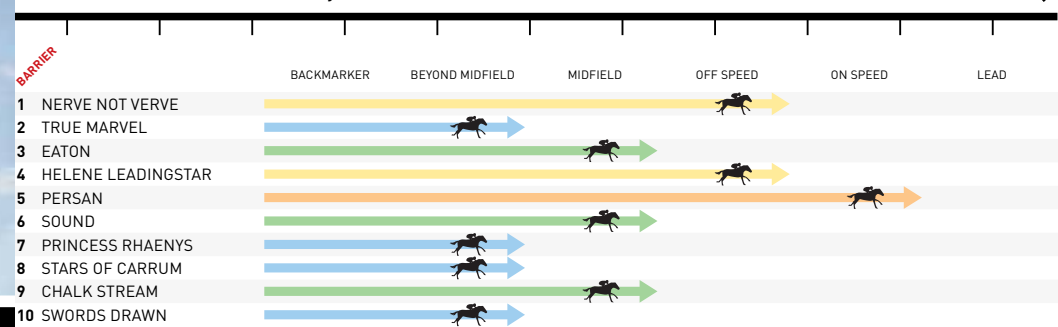 BARRIER
BACKMARKER BEYOND MIDFIELD MIDFIELD OFF SPEED ON SPEED LEAD
1 NERVE NOT VERVE
2 TRUE MARVEL
3 EATON
4 HELENE LEADINGSTAR
5 PERSAN
6 SOUND
7 PRINCESS RHAENYS
8 STARS OF CARRUM
9 CHALK STREAM
10 SWORDS DRAWN